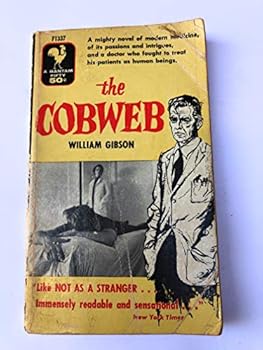 F1337
A BANTAM
FIFTY
50¢
A mighty novel of modern medicine,
of its passions and intrigues,
and a doctor who fought to treat
his patients as human beings.
the
COBWEB
WILLIAM GIBSON
Like NOT AS A STRANGER . . .
Immensely readable and sensational . . ."
New York Times